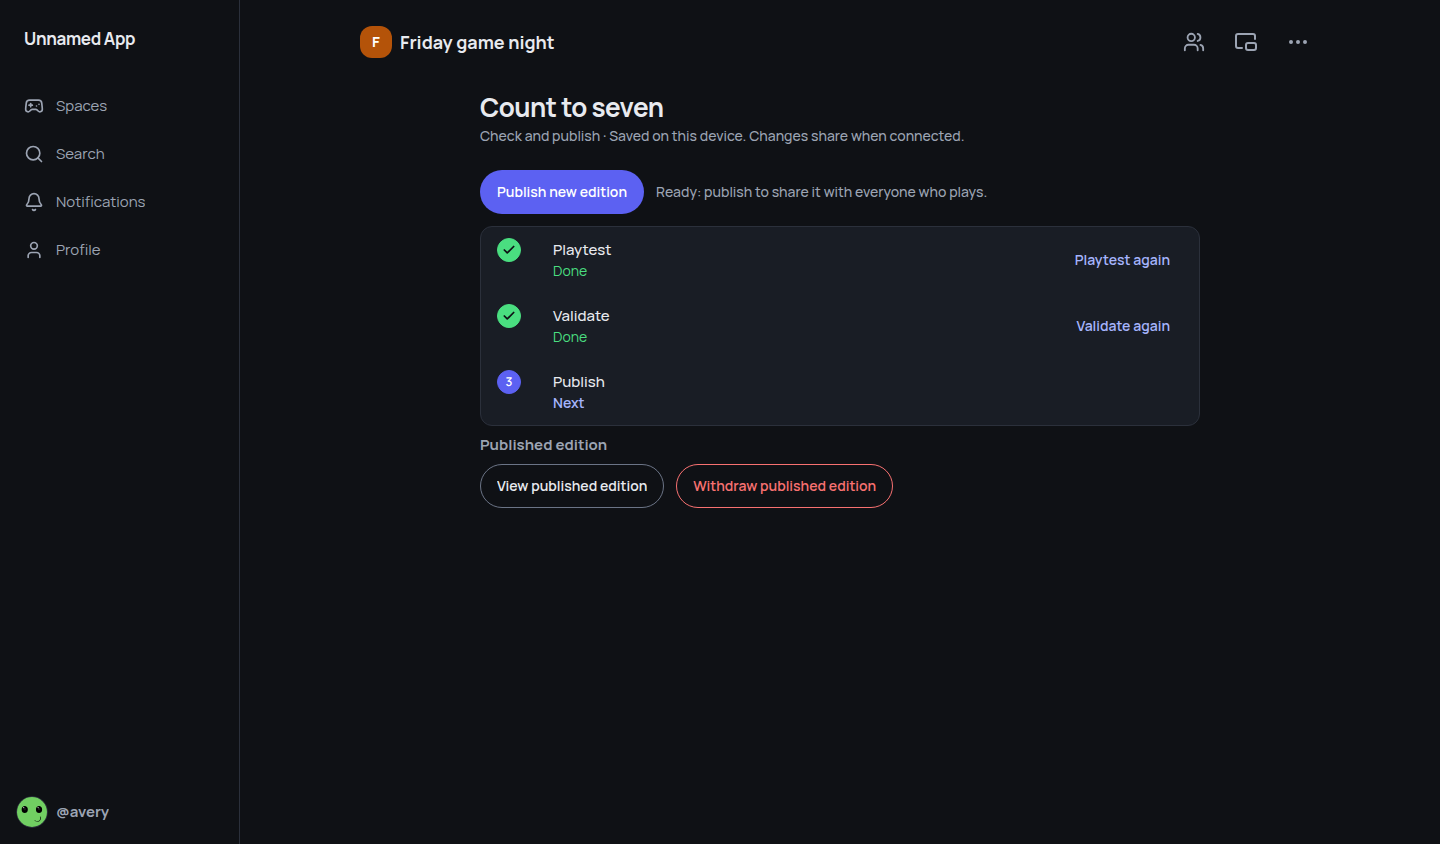 Unnamed App
Spaces
Search
Notifications
Profile
@avery
F Friday game night
Count to seven
Check and publish · Saved on this device. Changes share when connected.
Publish new edition
Ready: publish to share it with everyone who plays.
Playtest
Done
Playtest again
Validate
Done
Validate again
3 Publish
Next
Published edition
View published edition
Withdraw published edition